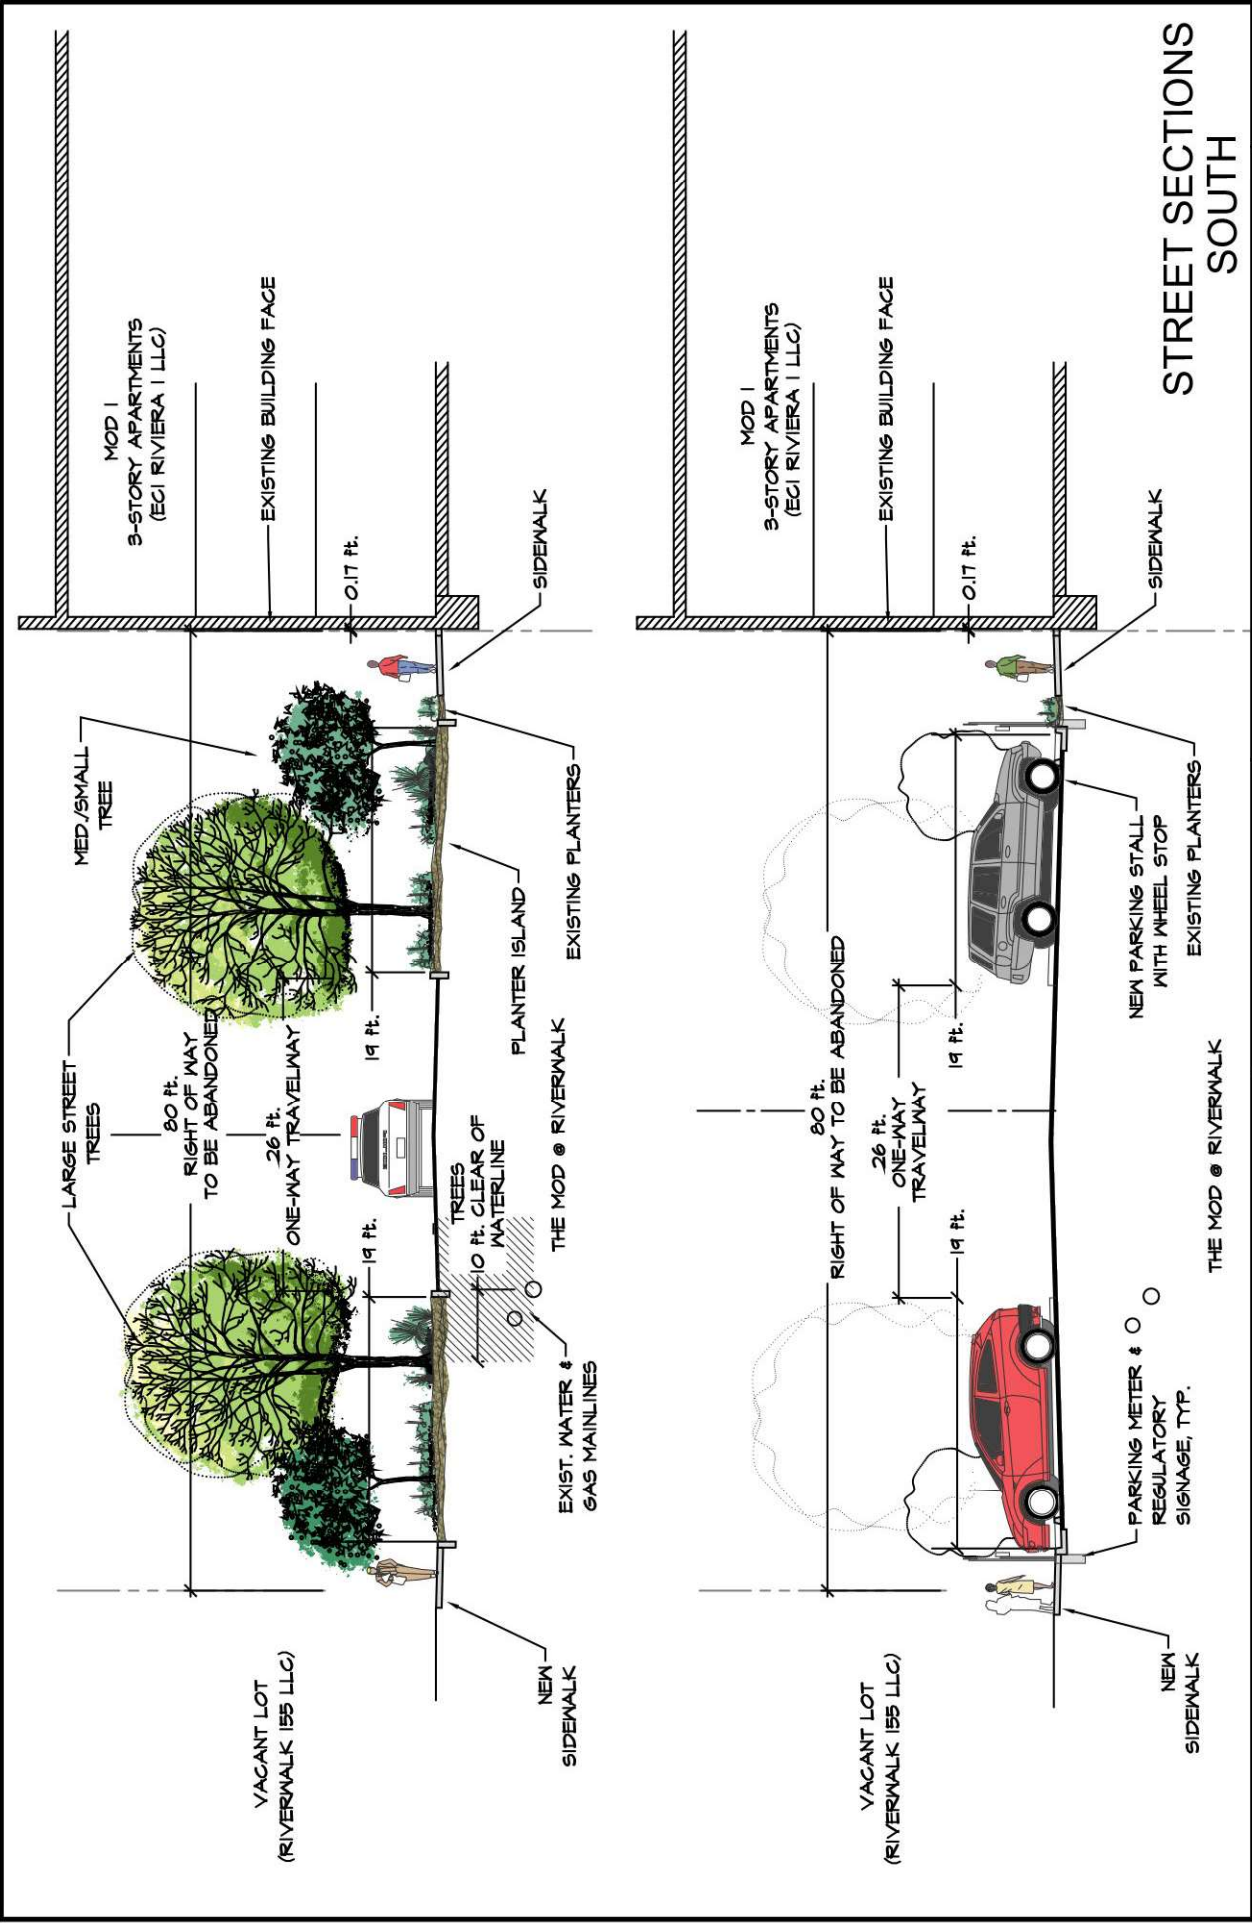 LARGE STREET
TREES
MED./SMALL
TREE
MOD 1
3-STORY APARTMENTS
(ECI RIVIERA 1 LLC)
80 ft.
RIGHT OF WAY
TO BE ABANDONED
EXISTING BUILDING FACE
VACANT LOT
(RIVERWALK 155 LLC)
26 ft.
ONE-WAY TRAVELWAY
19 ft.
19 ft.
0.17 ft.
TREES
10 ft. CLEAR OF
WATERLINE
NEW
SIDEWALK
EXIST. WATER &
GAS MAINLINES
THE MOD @ RIVERWALK
PLANTER ISLAND
EXISTING PLANTERS
SIDEWALK
MOD 1
3-STORY APARTMENTS
(ECI RIVIERA 1 LLC)
80 ft.
RIGHT OF WAY TO BE ABANDONED
EXISTING BUILDING FACE
VACANT LOT
(RIVERWALK 155 LLC)
26 ft.
ONE-WAY
TRAVELWAY
19 ft.
19 ft.
0.17 ft.
NEW
SIDEWALK
PARKING METER &
REGULATORY
SIGNAGE, TYP.
THE MOD @ RIVERWALK
NEW PARKING STALL
WITH WHEEL STOP
EXISTING PLANTERS
SIDEWALK
STREET SECTIONS
SOUTH